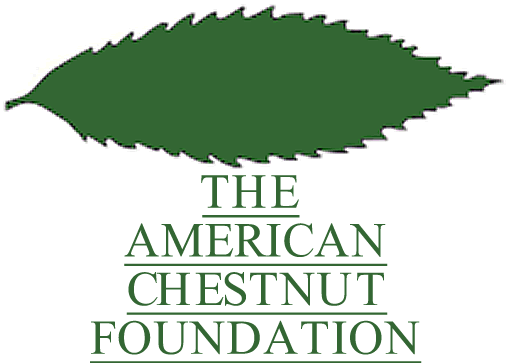 THE
AMERICAN
CHESTNUT
FOUNDATION